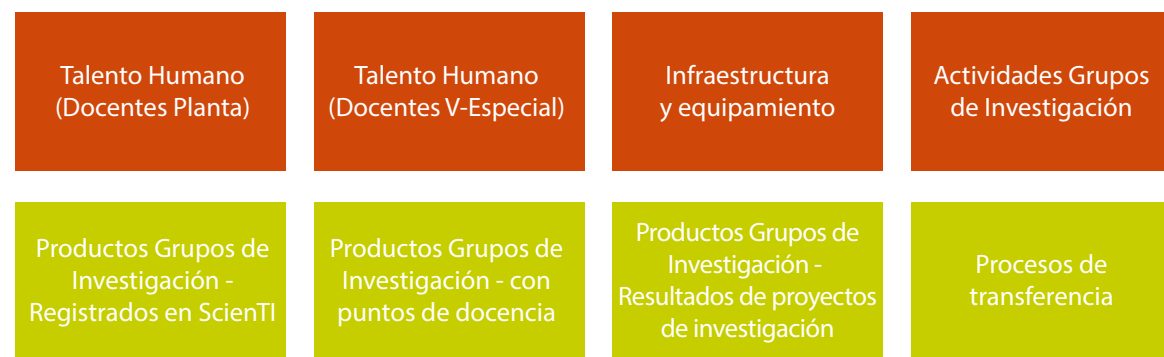 Talento Humano
(Docentes Planta)
Talento Humano
(Docentes V-Especial)
Infraestructura
y equipamiento
Actividades Grupos
de Investigación
Productos Grupos de
Investigación -
Registrados en ScienTI
Productos Grupos de
Investigación - con
puntos de docencia
Productos Grupos de
Investigación -
Resultados de proyectos
de investigación
Procesos de
transferencia